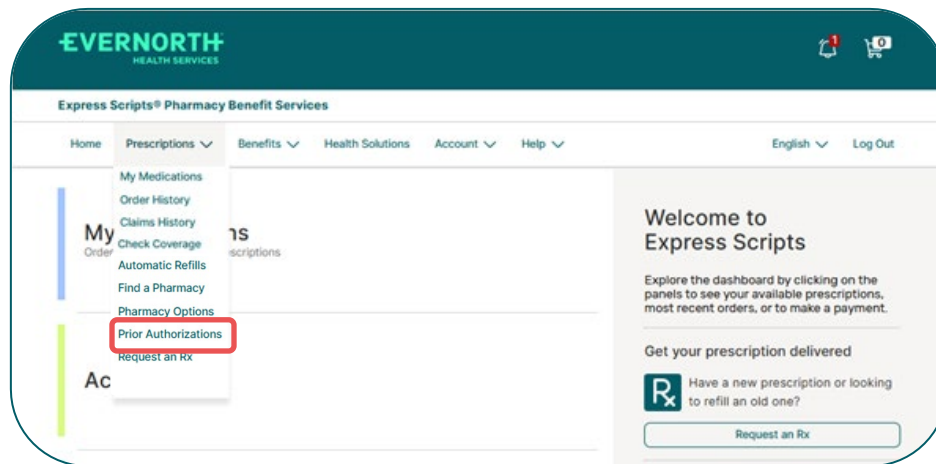 EVERNORTH
HEALTH SERVICES
1
0
Express Scripts® Pharmacy Benefit Services
Home Prescriptions Benefits Health Solutions Account Help English Log Out
My Medications
Order History
Claims History
Check Coverage
Automatic Refills
Find a Pharmacy
Pharmacy Options
Prior Authorizations
Request an Rx
My ns
Order scriptions
Ac
Welcome to
Express Scripts
Explore the dashboard by clicking on the
panels to see your available prescriptions,
most recent orders, or to make a payment.
Get your prescription delivered
Rx
Have a new prescription or looking
to refill an old one?
Request an Rx